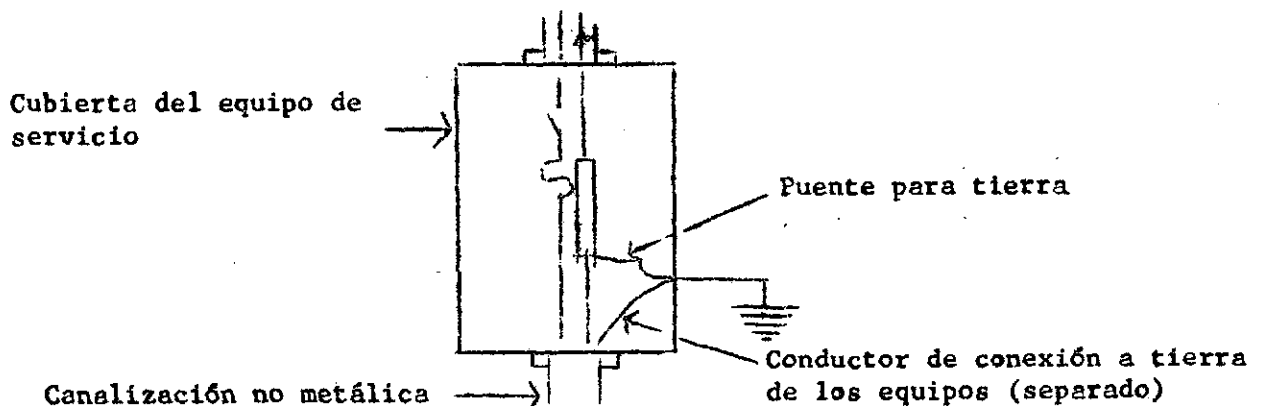 Cubierta del equipo de
servicio
Puente para tierra
Conductor de conexión a tierra
de los equipos (separado)
Canalización no metálica